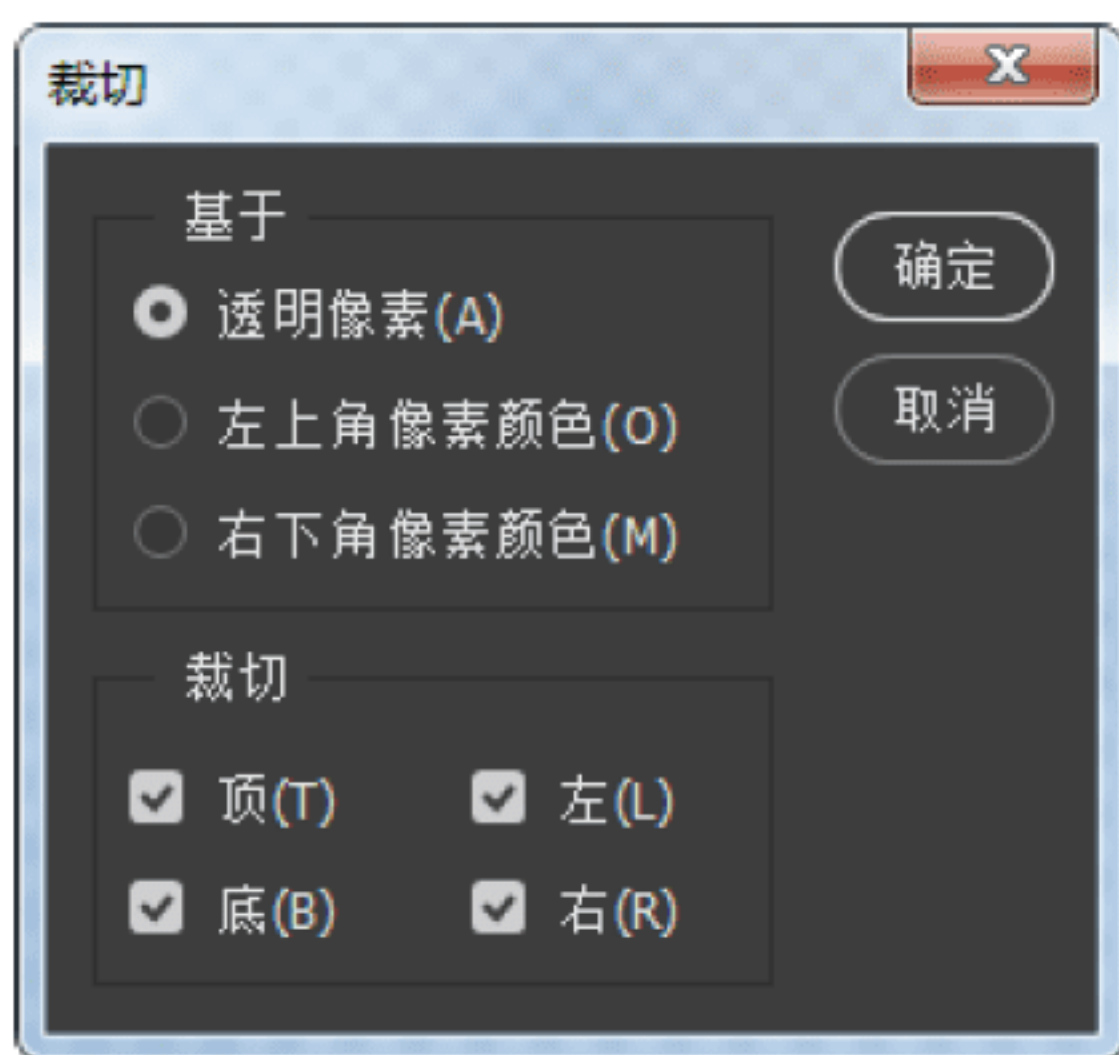 裁切
基于
透明像素(A)
左上角像素颜色(O)
右下角像素颜色(M)
确定
取消
裁切
顶(T) 左(L)
底(B) 右(R)